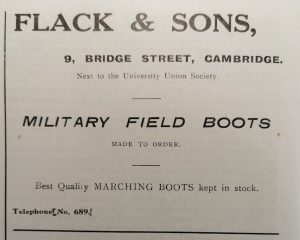 FLACK & SONS,
9, BRIDGE STREET, CAMBRIDGE.
Next to the University Union Society.
MILITARY FIELD BOOTS
MADE TO ORDER.
Best Quality MARCHING BOOTS kept in stock.
Telephone No. 689.